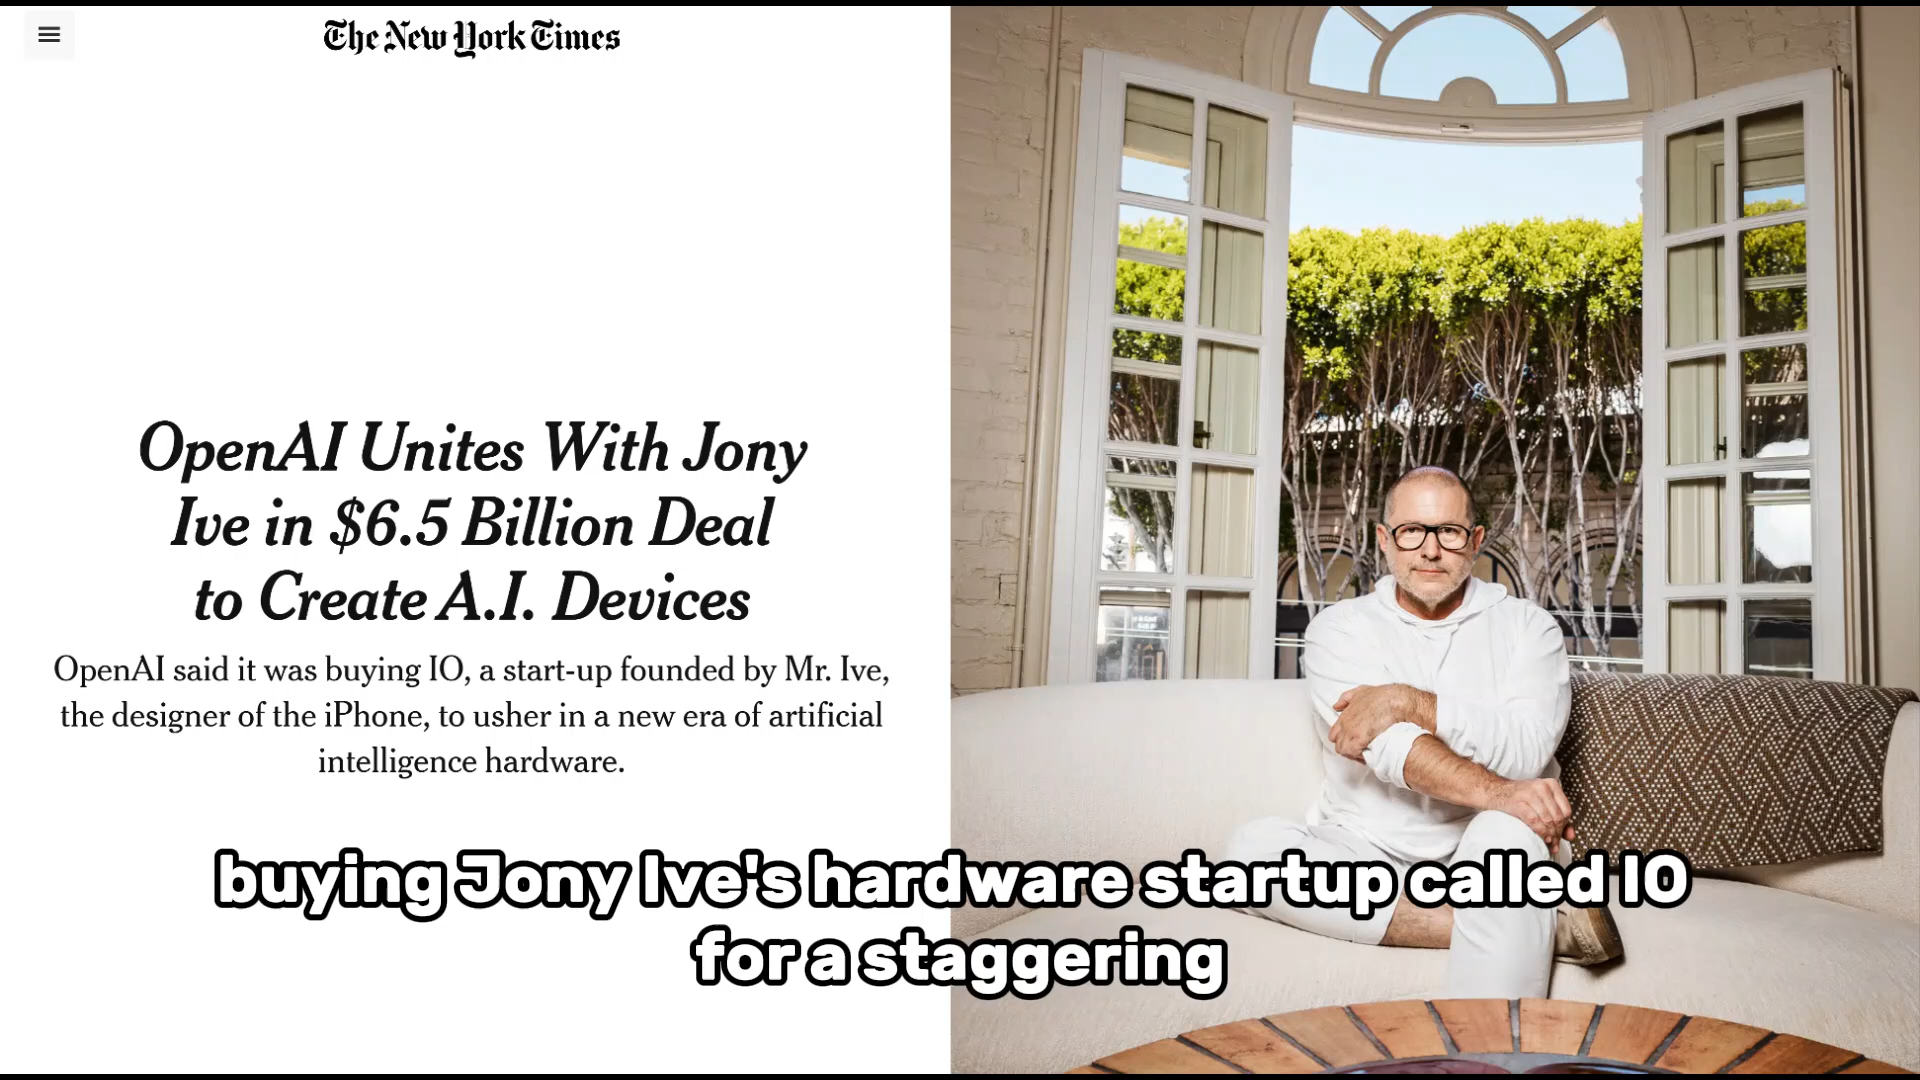 The New York Times
OpenAI Unites With Jony
Ive in $6.5 Billion Deal
to Create A.I. Devices
OpenAI said it was buying IO, a start-up founded by Mr. Ive,
the designer of the iPhone, to usher in a new era of artificial
intelligence hardware.
buying Jony Ive's hardware startup called IO
for a staggering